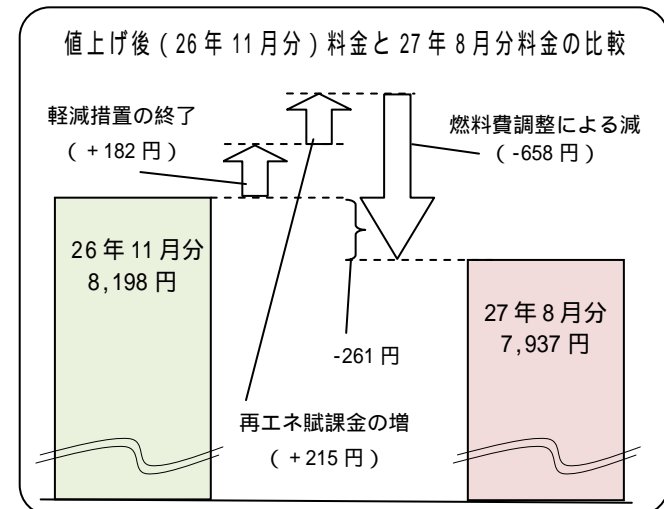 値上げ後（26年11月分）料金と27年8月分料金の比較
軽減措置の終了
（+182円）
燃料費調整による減
（-658円）
26年11月分
8,198円
27年8月分
7,937円
-261円
再エネ賦課金の増
（+215円）